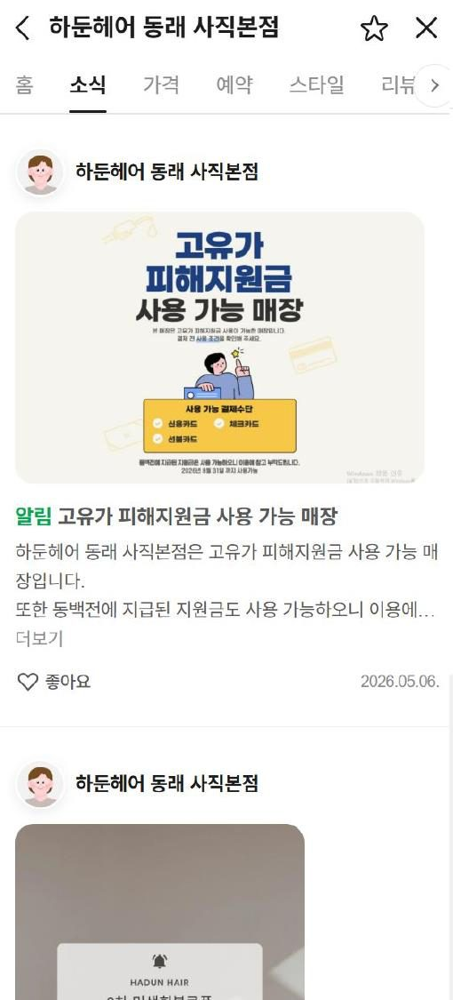 하둔헤어 동래 사직본점
홈 소식 가격 예약 스타일 리뷰
하둔헤어 동래 사직본점
고유가
피해지원금
사용 가능 매장
본 매장은 고유가 피해지원금 사용이 가능한 매장입니다.
결제 전 사용 조건을 확인해 주세요.
사용 가능 결제수단
신용카드 체크카드
선불카드
동백전에 지급된 지원금은 사용 가능하오니 이용에 참고 부탁드립니다.
2026년 8월 31일 까지 사용가능
Windows 정품 인증
알림 고유가 피해지원금 사용 가능 매장
하둔헤어 동래 사직본점은 고유가 피해지원금 사용 가능 매
장입니다.
또한 동백전에 지급된 지원금도 사용 가능하오니 이용에...
더보기
좋아요 2026.05.06.
하둔헤어 동래 사직본점
HADUN HAIR